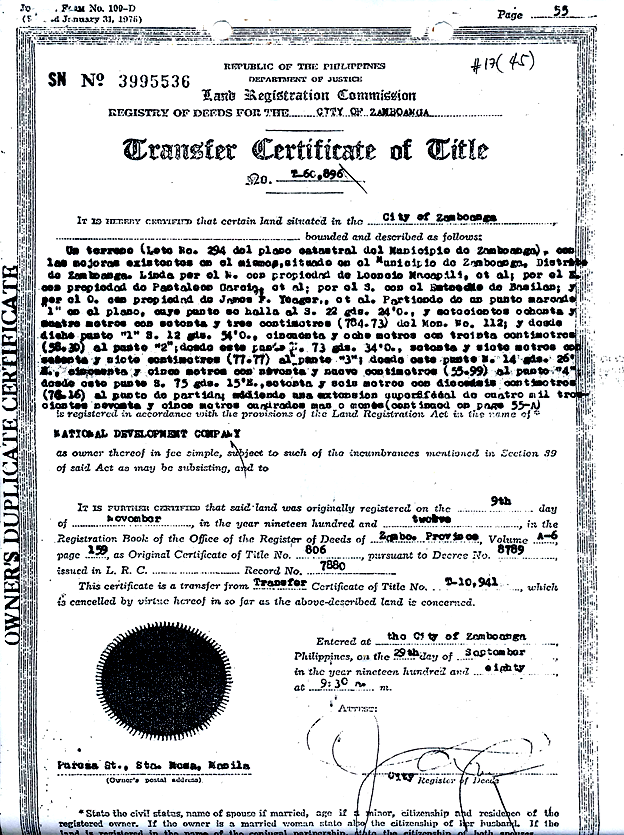 Form No. 109-D
January 31, 1976)
Page 55
#17(45)
SN № 3995536
REPUBLIC OF THE PHILIPPINES
DEPARTMENT OF JUSTICE
Land Registration Commission
REGISTRY OF DEEDS FOR THE CITY OF ZAMBOANGA
Transfer Certificate of Title
No. T-60,896
IT IS HEREBY CERTIFIED that certain land situated in the City of Zamboanga
bounded and described as follows:
Un terreno (Lote No. 294 del plano catastral del Municipio de Zamboanga), con
las mejoras existentes en el mismo, situado en el Municipio de Zamboanga, Distrito
de Zamboanga. Linda por el N. con propiedad de Leoncio Macapili, et al; por el E.
con propiedad de Pantaleon Garcia, et al; por el S. con el Estrecho de Basilan; y
por el O. con propiedad de James F. Yeager, et al. Partiendo de un punto marcado
"1" en el plano, cuyo punto se halla al S. 22 gds. 24'O., y setecientos ochenta y
cuatro metros con setenta y tres centimetros (784.73) del Mon. No. 112; y desde
dicho punto "1" S. 12 gds. 54'O., cincuenta y ocho metros con treinta centimetros
(58.30) al punto "2"; desde este punto N. 73 gds. 34'O., setenta y siete metros con
setenta y siete centimetros (77.77) al punto "3"; desde este punto N. 14 gds. 26'
E., cincuenta y cinco metros con noventa y nueve centimetros (55.99) al punto "4"
desde este punto S. 75 gds. 15'E., setenta y seis metros con dieciseis centimetros
(76.16) al punto de partida; midiendo una extension superficial de cuatro mil tres-
cientos noventa y cinco metros cuadrados mas o menos (continued on page 55-A)
is registered in accordance with the provisions of the Land Registration Act in the name of *
NATIONAL DEVELOPMENT COMPANY
as owner thereof in fee simple, subject to such of the incumbrances mentioned in Section 39
of said Act as may be subsisting, and to
IT IS FURTHER CERTIFIED that said land was originally registered on the 9th day
of November, in the year nineteen hundred and twelve, in the
Registration Book of the Office of the Register of Deeds of Zambo. Province, Volume A-6
page 159, as Original Certificate of Title No. 806, pursuant to Decree No. 8789
issued in L. R. C. Record No. 7880
This certificate is a transfer from Transfer Certificate of Title No. T-10,941, which
is cancelled by virtue hereof in so far as the above-described land is concerned.
Entered at the City of Zamboanga
Philippines, on the 29th day of September
in the year nineteen hundred and eighty
at 9:30 a. m.
ATTEST:
City Register of Deeds
Pureza St., Sta. Mesa, Manila
(Owner's postal address)
* State the civil status, name of spouse if married, age if a minor, citizenship and residence of the
registered owner. If the owner is a married woman state also the citizenship of her husband. If the
land is registered in the name of the conjugal partnership, state the citizenship of both spouses.
OWNER'S DUPLICATE CERTIFICATE